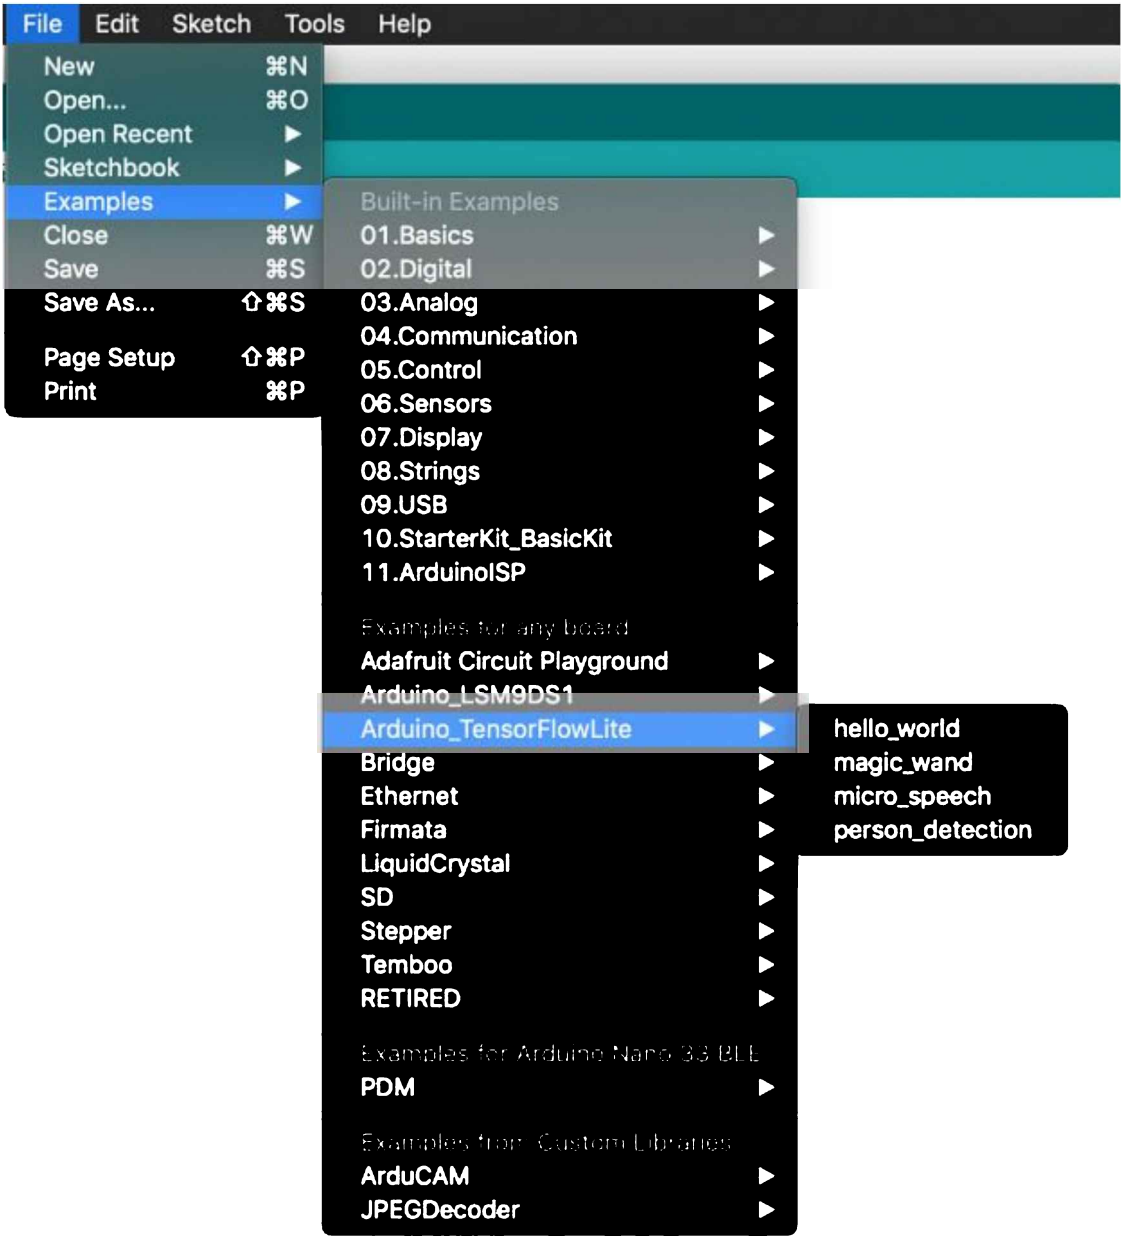 File Edit Sketch Tools Help
New ⌘N
Open... ⌘O
Open Recent ▶
Sketchbook ▶
Examples ▶
Close ⌘W
Save ⌘S
Save As... ⇧⌘S
Page Setup ⇧⌘P
Print ⌘P
Built-in Examples
01.Basics ▶
02.Digital ▶
03.Analog ▶
04.Communication ▶
05.Control ▶
06.Sensors ▶
07.Display ▶
08.Strings ▶
09.USB ▶
10.StarterKit_BasicKit ▶
11.ArduinoISP ▶
Examples for any board
Adafruit Circuit Playground ▶
Arduino_LSM9DS1 ▶
Arduino_TensorFlowLite ▶
Bridge ▶
Ethernet ▶
Firmata ▶
LiquidCrystal ▶
SD ▶
Stepper ▶
Temboo ▶
RETIRED ▶
Examples for Arduino Nano 33 BLE
PDM ▶
Examples from Custom Libraries
ArduCAM ▶
JPEGDecoder ▶
hello_world
magic_wand
micro_speech
person_detection